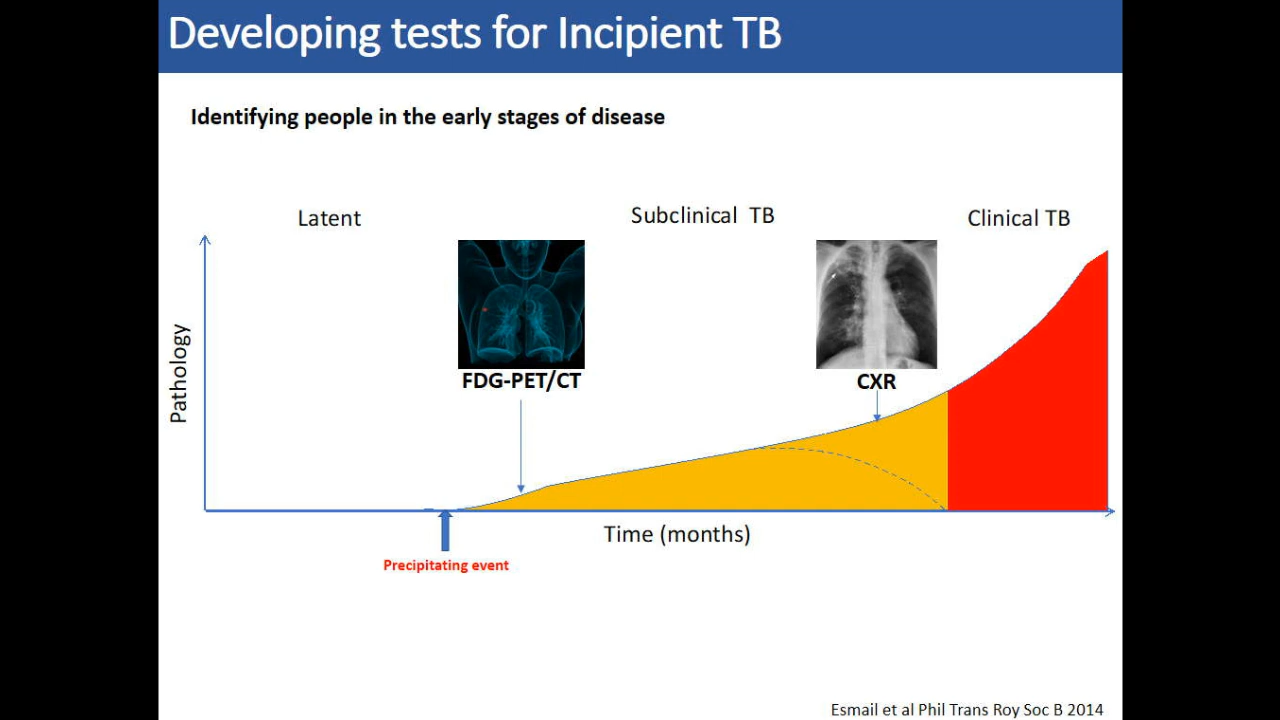 Developing tests for Incipient TB
Identifying people in the early stages of disease
Latent
Subclinical TB
Clinical TB
Pathology
FDG-PET/CT
CXR
Time (months)
Precipitating event
Esmail et al Phil Trans Roy Soc B 2014